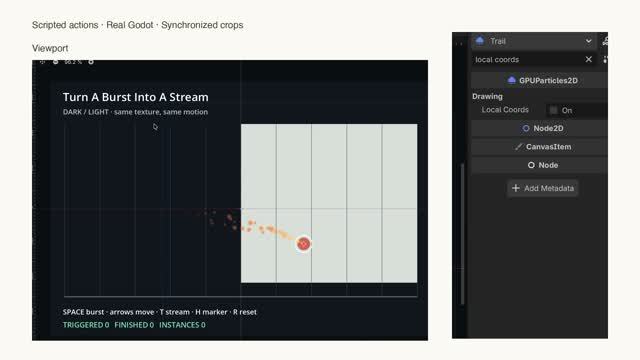 Scripted actions · Real Godot · Synchronized crops
Viewport
96.2 %
Turn A Burst Into A Stream
DARK / LIGHT · same texture, same motion
SPACE burst · arrows move · T stream · H marker · R reset
TRIGGERED 0 FINISHED 0 INSTANCES 0
Trail
local coords
GPUParticles2D
Drawing
Local Coords On
Node2D
CanvasItem
Node
Add Metadata